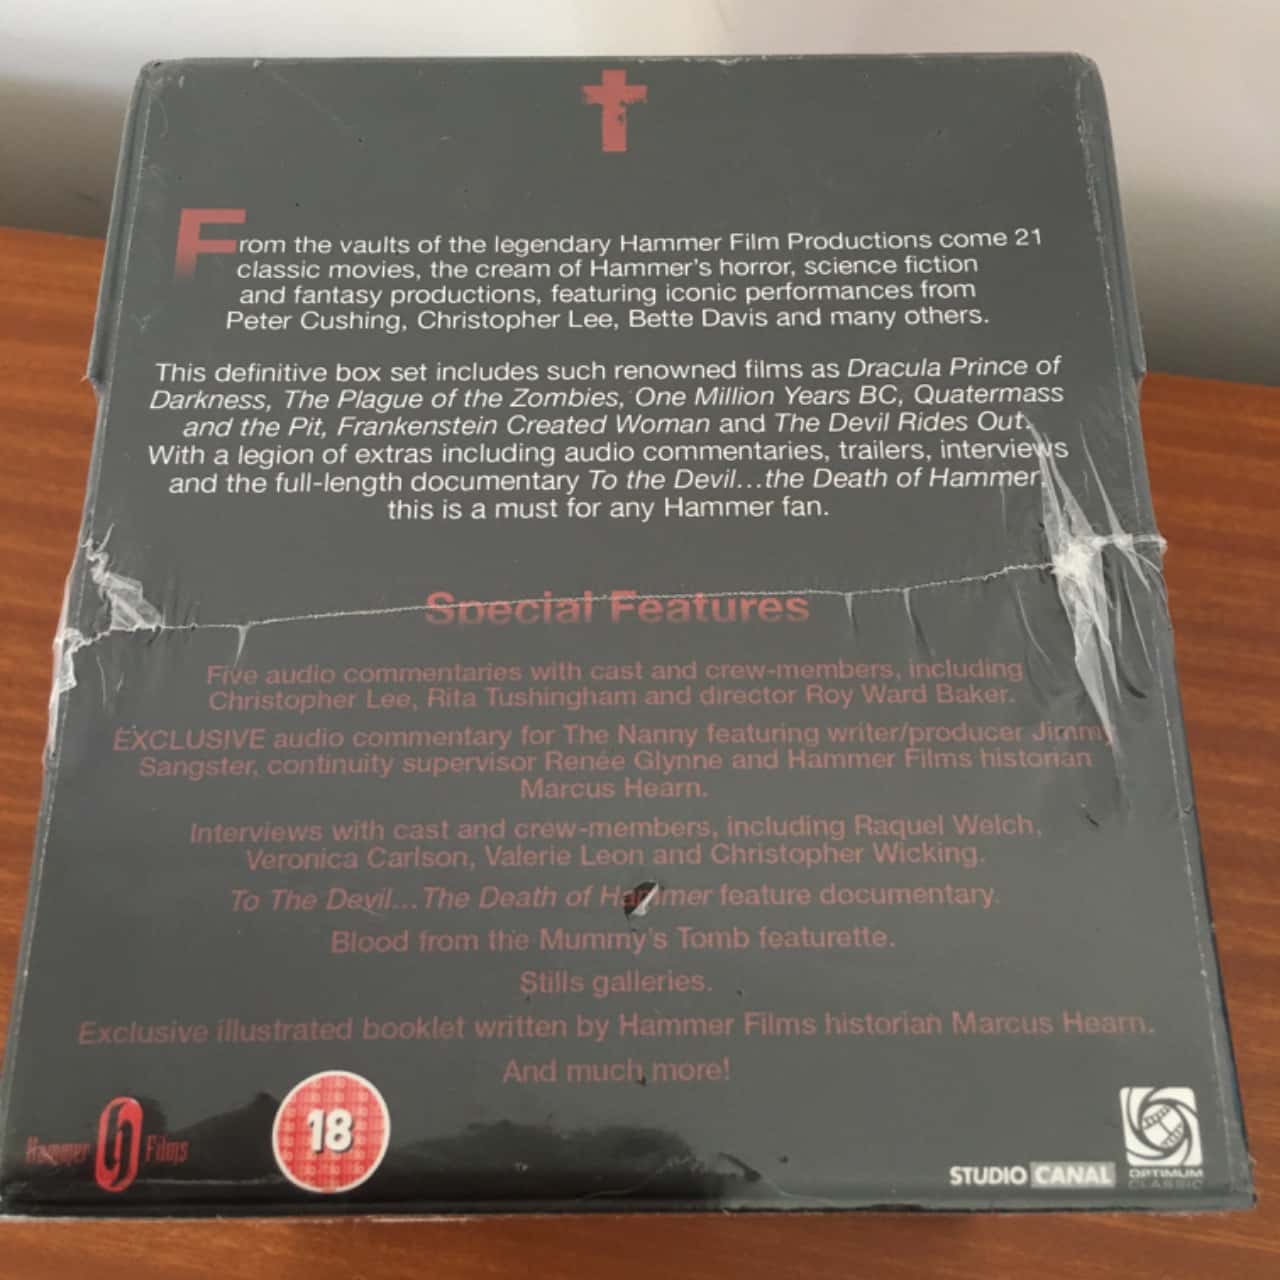 From the vaults of the legendary Hammer Film Productions come 21
classic movies, the cream of Hammer's horror, science fiction
and fantasy productions, featuring iconic performances from
Peter Cushing, Christopher Lee, Bette Davis and many others.
This definitive box set includes such renowned films as Dracula Prince of
Darkness, The Plague of the Zombies, One Million Years BC, Quatermass
and the Pit, Frankenstein Created Woman and The Devil Rides Out.
With a legion of extras including audio commentaries, trailers, interviews
and the full-length documentary To the Devil...the Death of Hammer,
this is a must for any Hammer fan.
Special Features
Five audio commentaries with cast and crew-members, including
Christopher Lee, Rita Tushingham and director Roy Ward Baker.
EXCLUSIVE audio commentary for The Nanny featuring writer/producer Jimmy
Sangster, continuity supervisor Renée Glynne and Hammer Films historian
Marcus Hearn.
Interviews with cast and crew-members, including Raquel Welch,
Veronica Carlson, Valerie Leon and Christopher Wicking.
To The Devil...The Death of Hammer feature documentary.
Blood from the Mummy's Tomb featurette.
Stills galleries.
Exclusive illustrated booklet written by Hammer Films historian Marcus Hearn.
And much more!
Hammer Films
18
STUDIO CANAL
OPTIMUM
CLASSIC